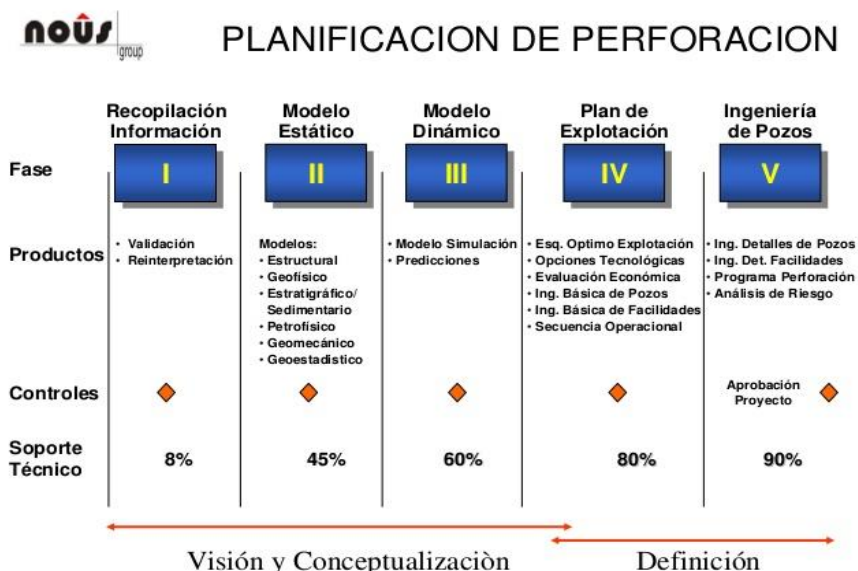 noûs
group
PLANIFICACION DE PERFORACION
Recopilación
Información
Modelo
Estático
Modelo
Dinámico
Plan de
Explotación
Ingeniería
de Pozos
Fase
I
II
III
IV
V
Productos
• Validación
• Reinterpretación
Modelos:
• Estructural
• Geofísico
• Estratigráfico/
Sedimentario
• Petrofísico
• Geomecánico
• Geoestadistico
• Modelo Simulación
• Predicciones
• Esq. Optimo Explotación
• Opciones Tecnológicas
• Evaluación Económica
• Ing. Básica de Pozos
• Ing. Básica de Facilidades
• Secuencia Operacional
• Ing. Detalles de Pozos
• Ing. Det. Facilidades
• Programa Perforación
• Análisis de Riesgo
Controles
Aprobación
Proyecto
Soporte
Técnico
8%
45%
60%
80%
90%
Visión y Conceptualizaciòn
Definición